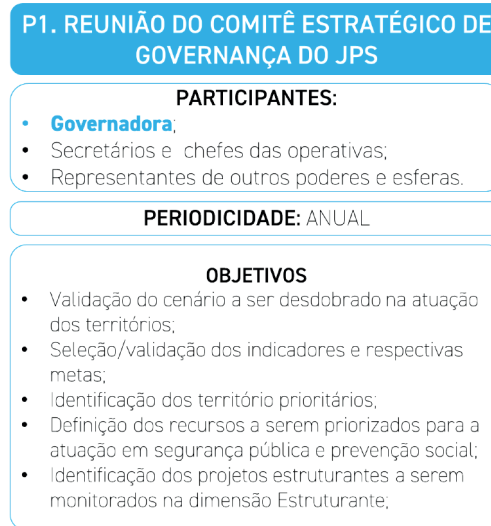 P1. REUNIÃO DO COMITÊ ESTRATÉGICO DE
GOVERNANÇA DO JPS
PARTICIPANTES:
• Governadora;
• Secretários e chefes das operativas;
• Representantes de outros poderes e esferas.
PERIODICIDADE: ANUAL
OBJETIVOS
• Validação do cenário a ser desdobrado na atuação
dos territórios;
• Seleção/validação dos indicadores e respectivas
metas;
• Identificação dos território prioritários;
• Definição dos recursos a serem priorizados para a
atuação em segurança pública e prevenção social;
• Identificação dos projetos estruturantes a serem
monitorados na dimensão Estruturante;